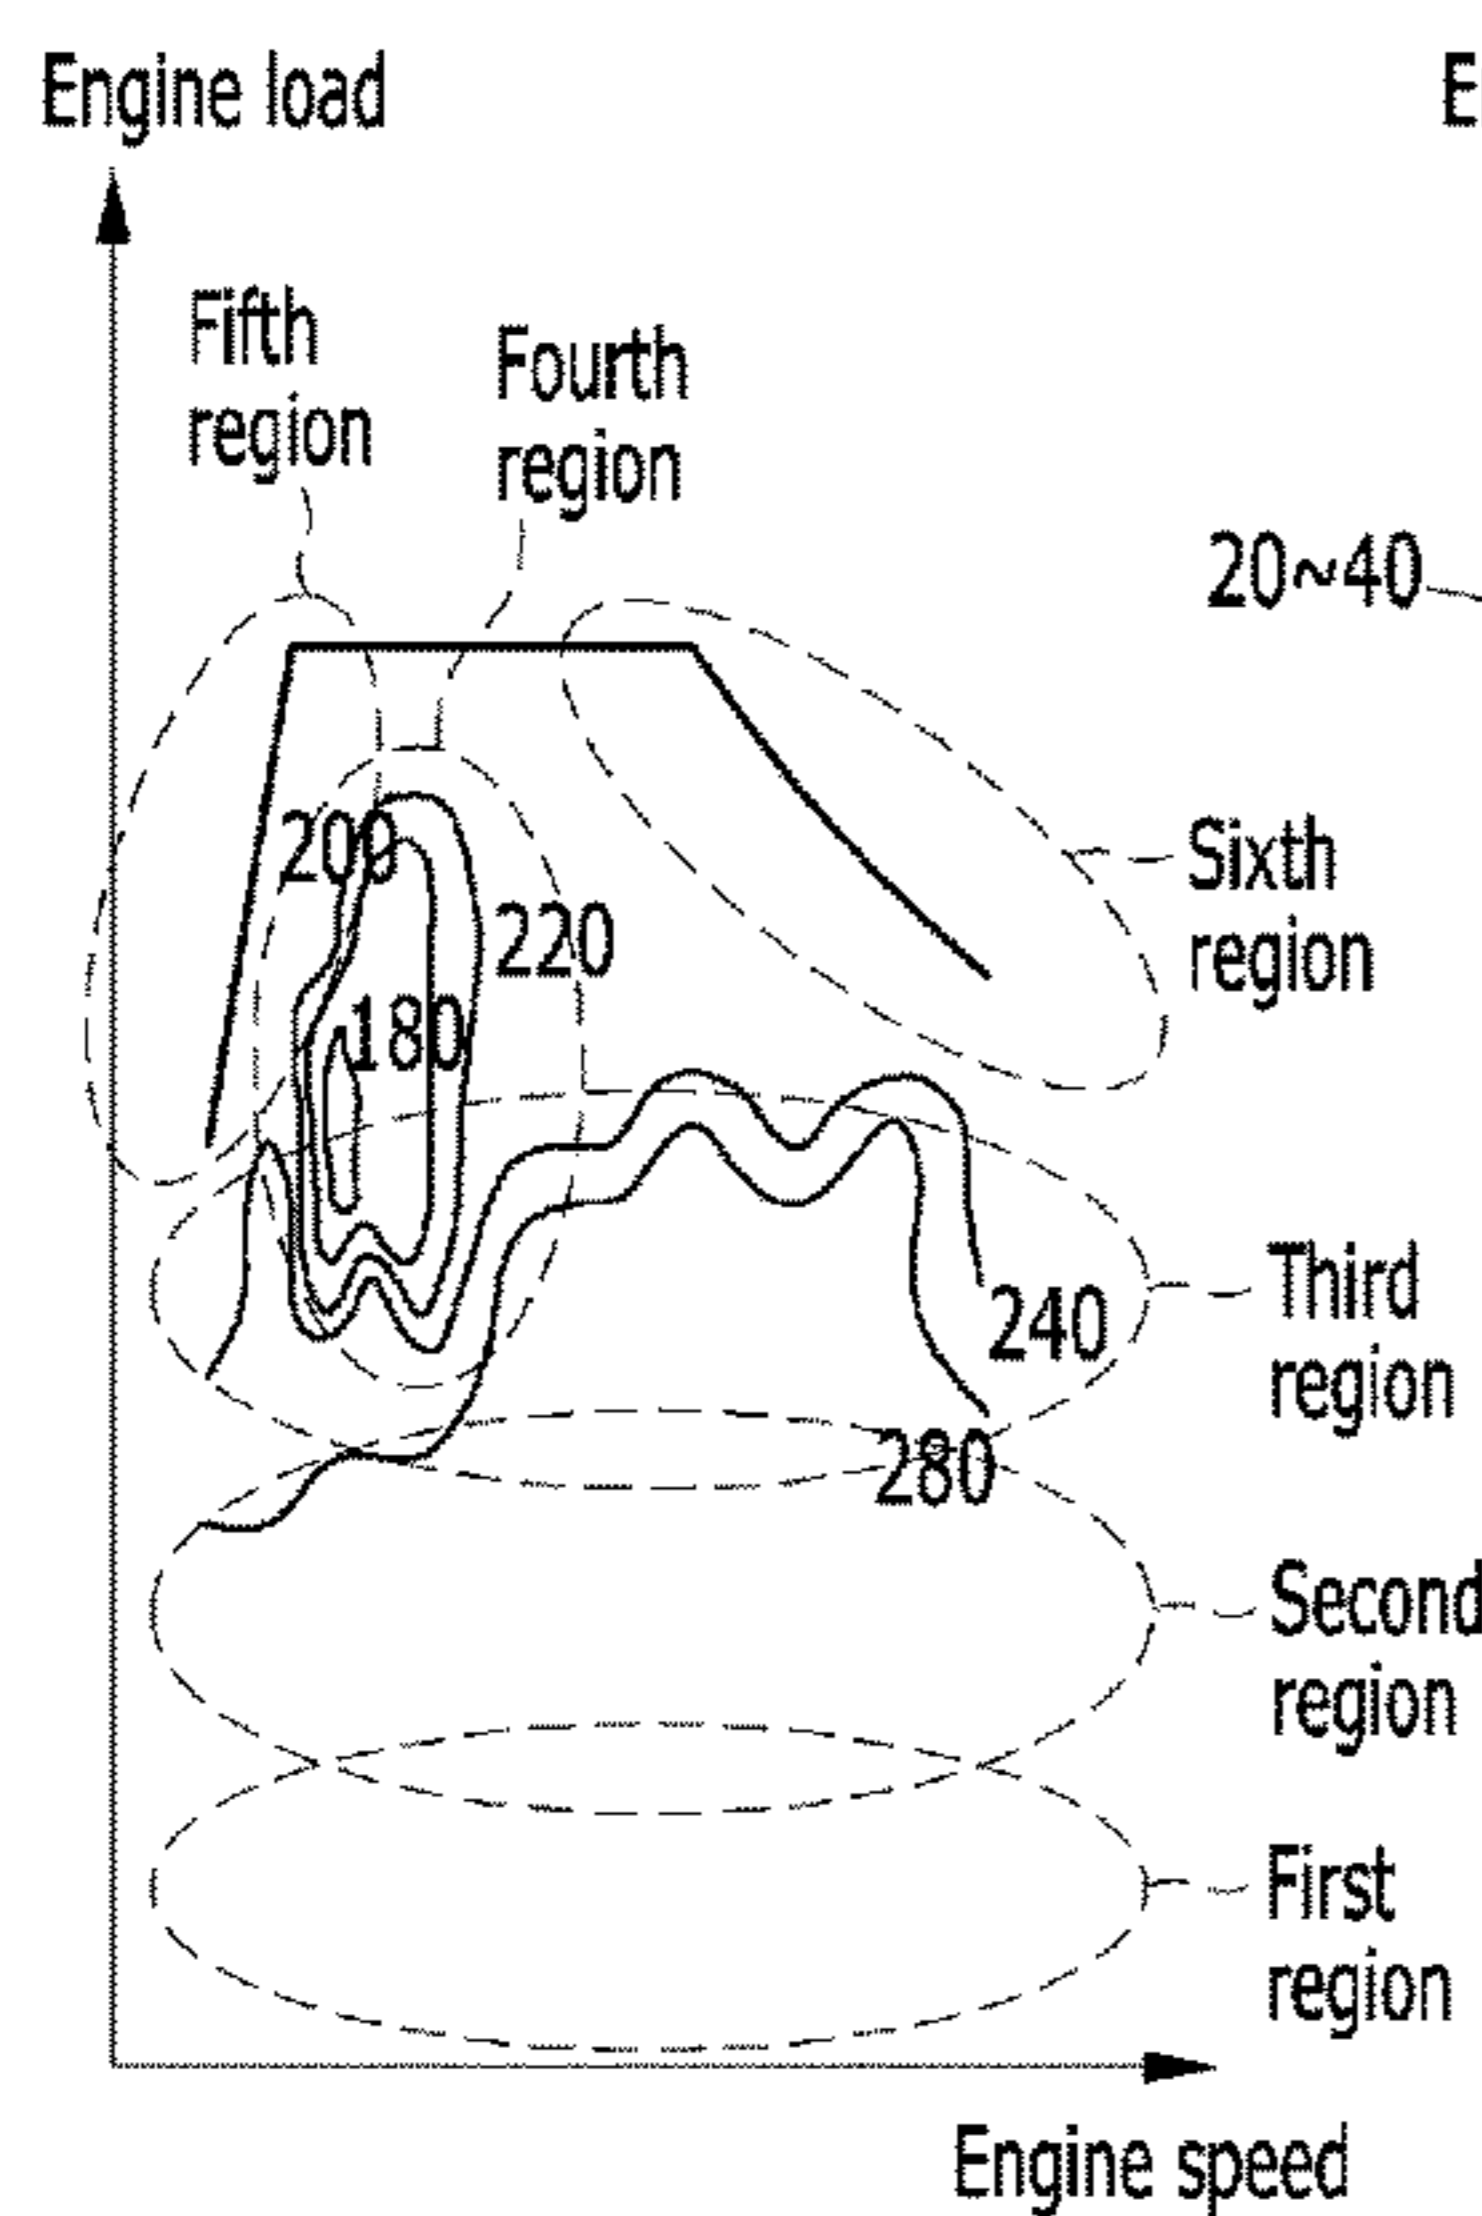 Engine load
E
Fifth
region
Fourth
region
20~40
200
220
180
Sixth
region
240
280
Third
region
Second
region
First
region
Engine speed